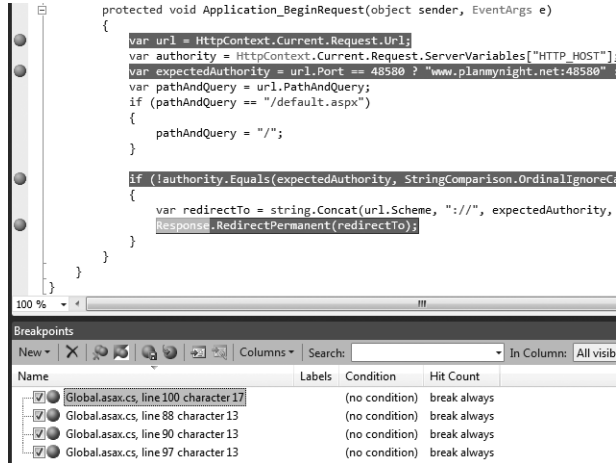 protected void Application_BeginRequest(object sender, EventArgs e)
{
var url = HttpContext.Current.Request.Url;
var authority = HttpContext.Current.Request.ServerVariables["HTTP_HOST"];
var expectedAuthority = url.Port == 48580 ? "www.planmynight.net:48580" :
var pathAndQuery = url.PathAndQuery;
if (pathAndQuery == "/default.aspx")
{
pathAndQuery = "/";
}
if (!authority.Equals(expectedAuthority, StringComparison.OrdinalIgnoreCa
{
var redirectTo = string.Concat(url.Scheme, "://", expectedAuthority,
Response.RedirectPermanent(redirectTo);
}
}
}
}
100 %
Breakpoints
New Columns Search: In Column: All visib
Name Labels Condition Hit Count
Global.asax.cs, line 100 character 17 (no condition) break always
Global.asax.cs, line 88 character 13 (no condition) break always
Global.asax.cs, line 90 character 13 (no condition) break always
Global.asax.cs, line 97 character 13 (no condition) break always